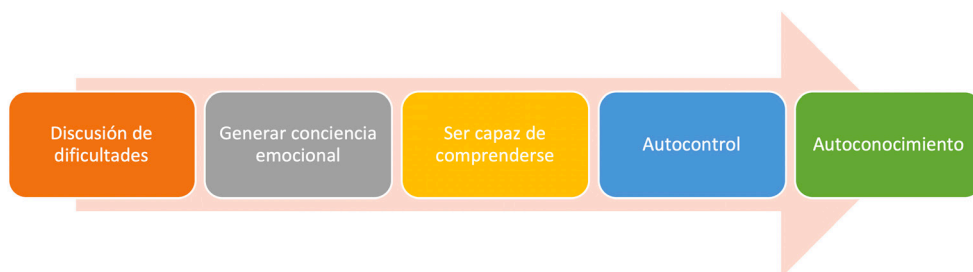 Discusión de
dificultades
Generar conciencia
emocional
Ser capaz de
comprenderse
Autocontrol
Autoconocimiento